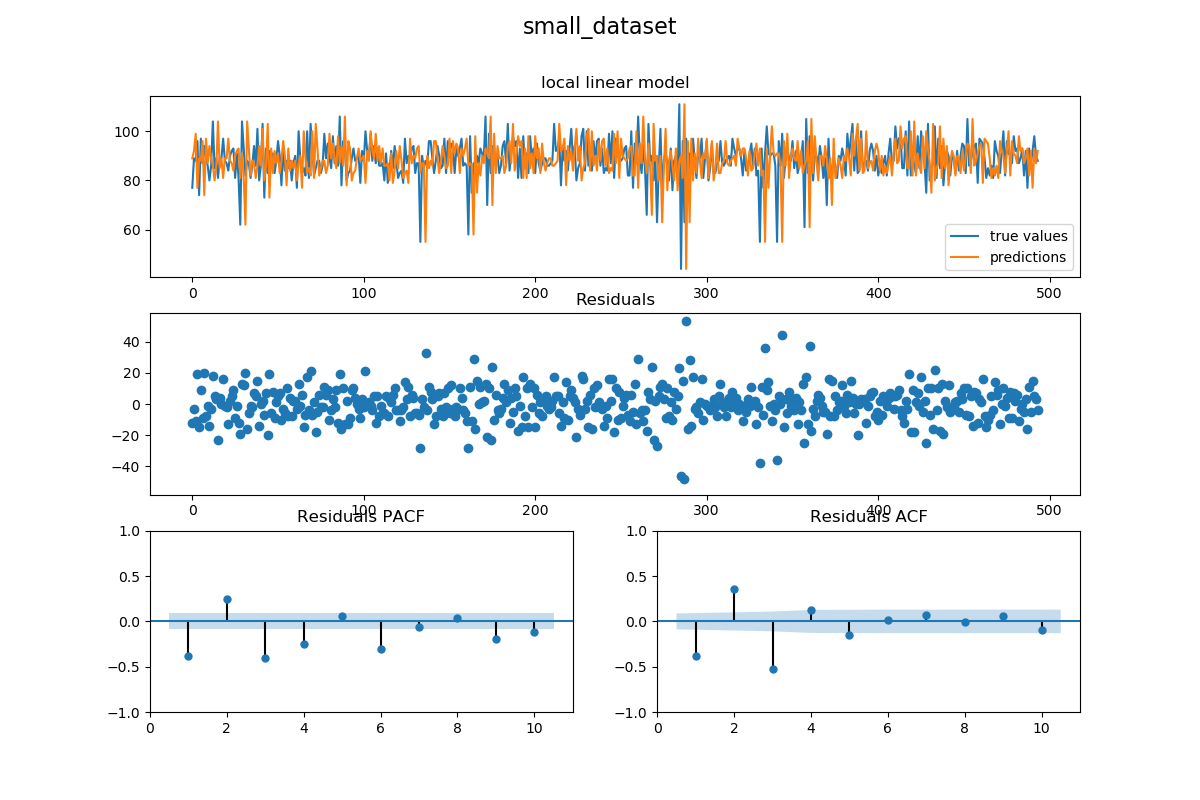 small_dataset
local linear model
100
80
60
true values
predictions
0 100 200 300 400 500
Residuals
40
20
0
−20
−40
0 100 200 300 400 500
Residuals PACF
Residuals ACF
1.0
0.5
0.0
−0.5
−1.0
0 2 4 6 8 10
1.0
0.5
0.0
−0.5
−1.0
0 2 4 6 8 10